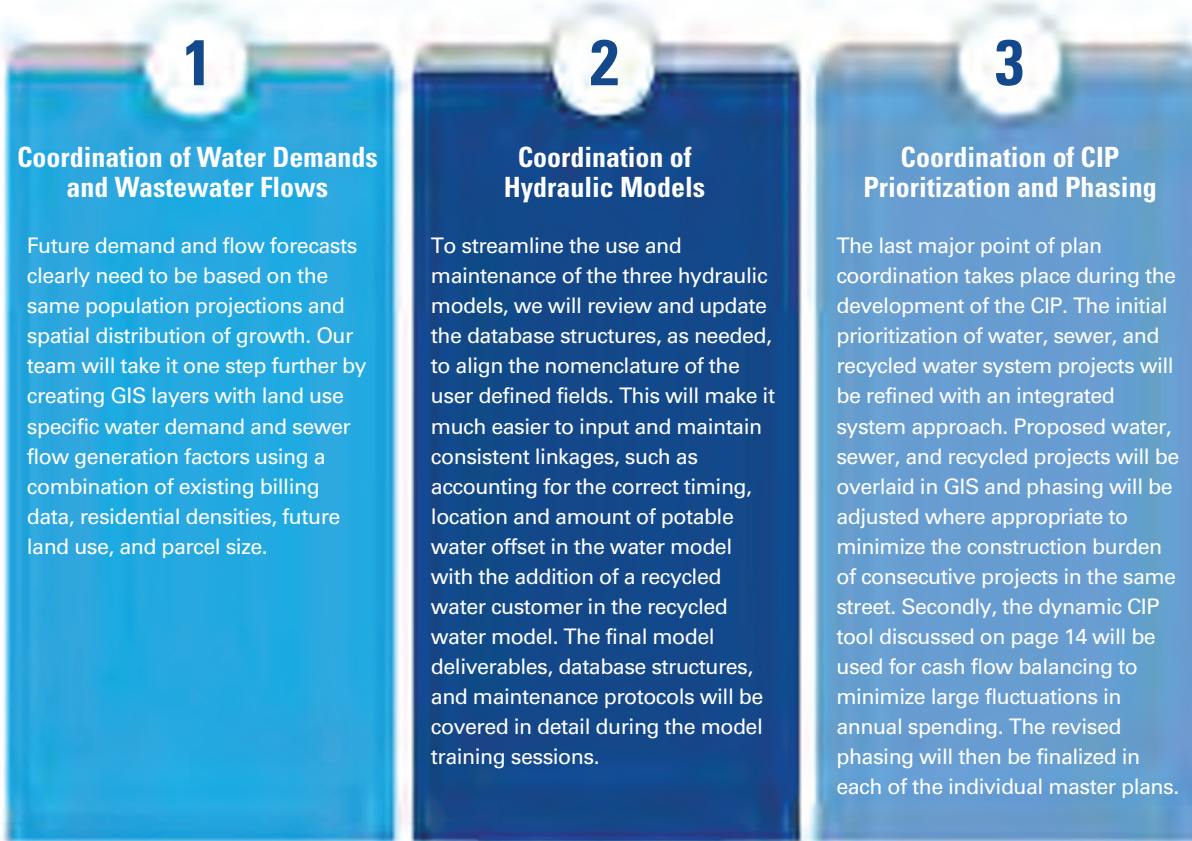 1
Coordination of Water Demands
and Wastewater Flows
Future demand and flow forecasts
clearly need to be based on the
same population projections and
spatial distribution of growth. Our
team will take it one step further by
creating GIS layers with land use
specific water demand and sewer
flow generation factors using a
combination of existing billing
data, residential densities, future
land use, and parcel size.
2
Coordination of
Hydraulic Models
To streamline the use and
maintenance of the three hydraulic
models, we will review and update
the database structures, as needed,
to align the nomenclature of the
user defined fields. This will make it
much easier to input and maintain
consistent linkages, such as
accounting for the correct timing,
location and amount of potable
water offset in the water model
with the addition of a recycled
water customer in the recycled
water model. The final model
deliverables, database structures,
and maintenance protocols will be
covered in detail during the model
training sessions.
3
Coordination of CIP
Prioritization and Phasing
The last major point of plan
coordination takes place during the
development of the CIP. The initial
prioritization of water, sewer, and
recycled water system projects will
be refined with an integrated
system approach. Proposed water,
sewer, and recycled projects will be
overlaid in GIS and phasing will be
adjusted where appropriate to
minimize the construction burden
of consecutive projects in the same
street. Secondly, the dynamic CIP
tool discussed on page 14 will be
used for cash flow balancing to
minimize large fluctuations in
annual spending. The revised
phasing will then be finalized in
each of the individual master plans.